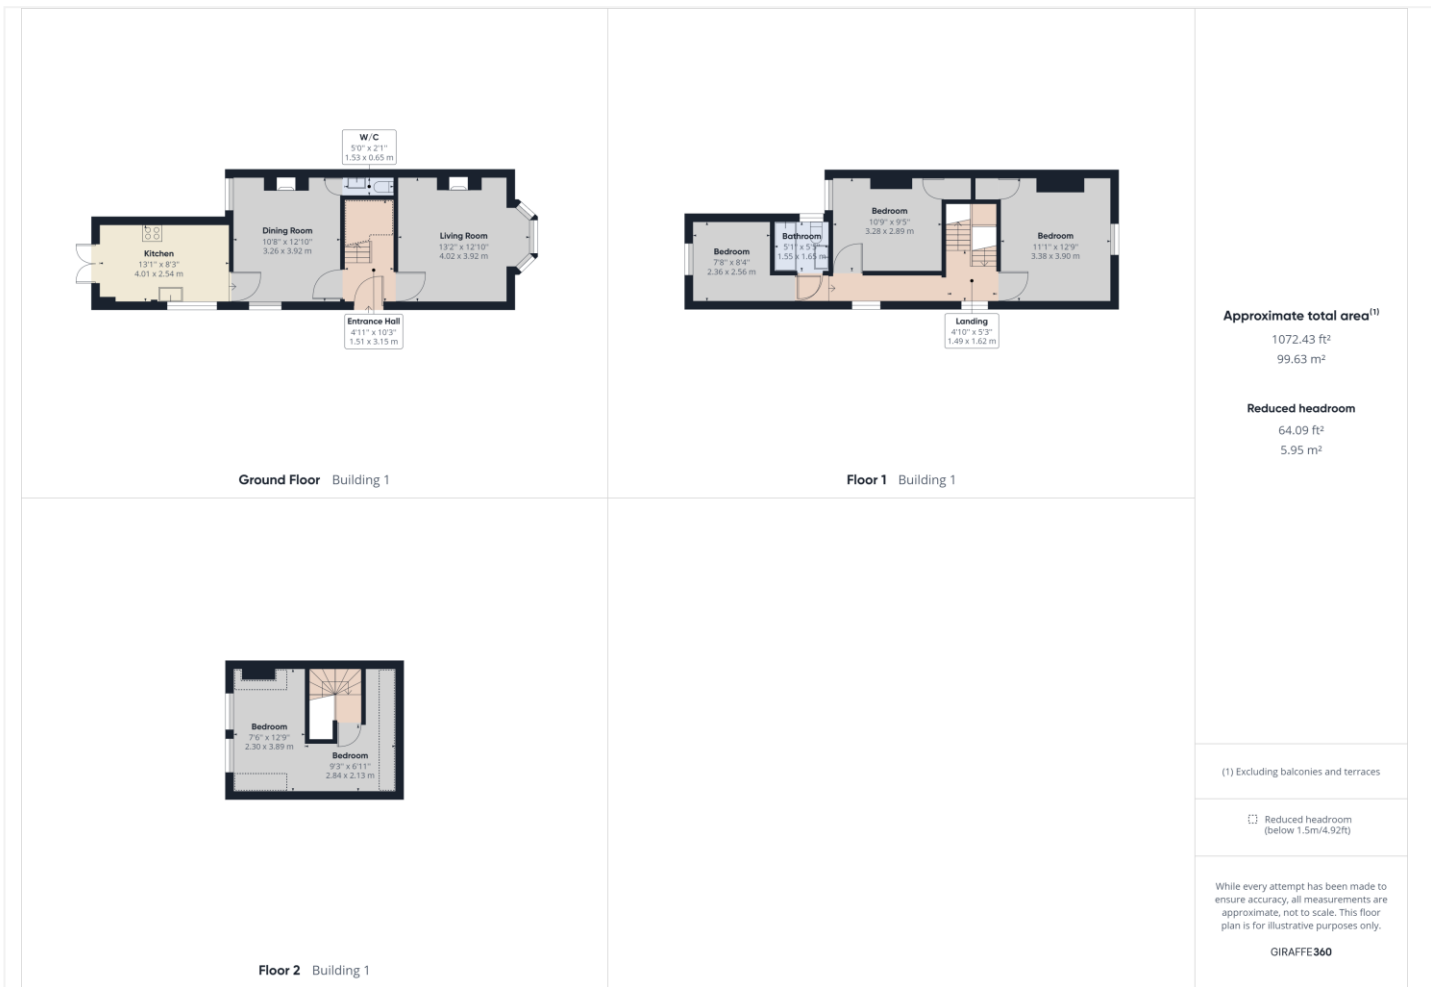 W/C
5'0" x 2'1"
1.53 x 0.65 m
Dining Room
10'8" x 12'10"
3.26 x 3.92 m
Living Room
13'2" x 12'10"
4.02 x 3.92 m
Kitchen
13'1" x 8'3"
4.01 x 2.54 m
Entrance Hall
4'11" x 10'3"
1.51 x 3.15 m
Ground Floor Building 1
Bedroom
10'9" x 9'5"
3.28 x 2.89 m
Bathroom
5'1" x 5'5"
1.55 x 1.65 m
Bedroom
11'1" x 12'9"
3.38 x 3.90 m
Bedroom
7'8" x 8'4"
2.36 x 2.56 m
Landing
4'10" x 5'3"
1.49 x 1.62 m
Floor 1 Building 1
Bedroom
7'6" x 12'9"
2.30 x 3.89 m
Bedroom
9'3" x 6'11"
2.84 x 2.13 m
Floor 2 Building 1
Approximate total area(1)
1072.43 ft²
99.63 m²
Reduced headroom
64.09 ft²
5.95 m²
(1) Excluding balconies and terraces
Reduced headroom
(below 1.5m/4.92ft)
While every attempt has been made to
ensure accuracy, all measurements are
approximate, not to scale. This floor
plan is for illustrative purposes only.
GIRAFFE360